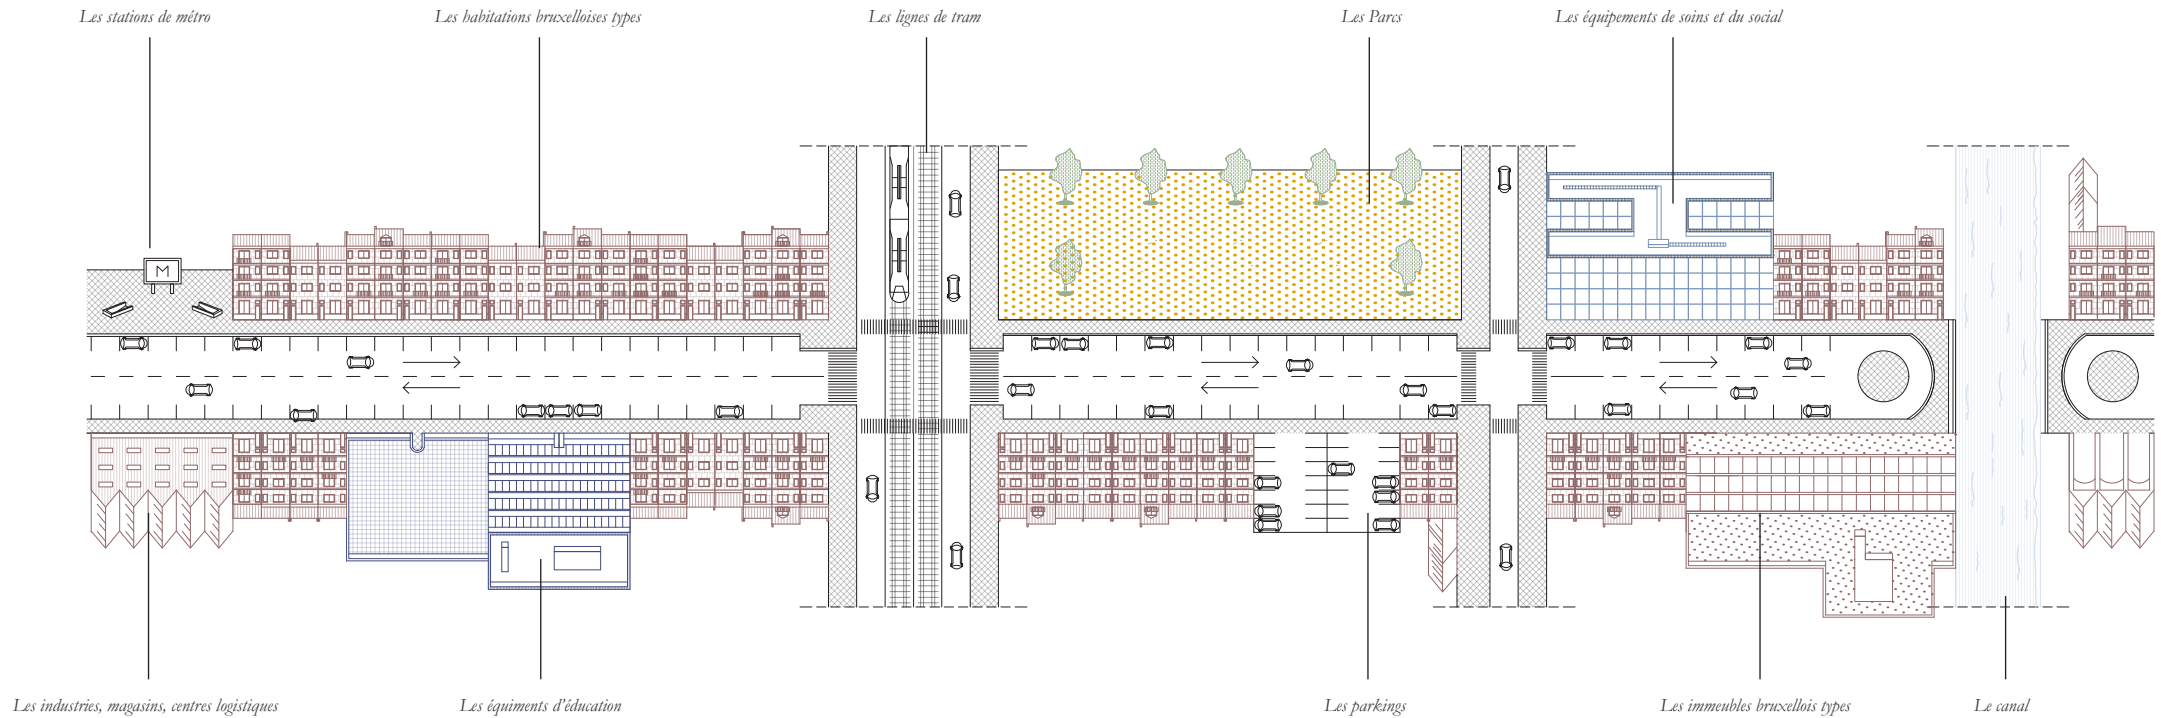 Les stations de métro
Les habitations bruxelloises types
Les lignes de tram
Les Parcs
Les équipements de soins et du social
M
Les industries, magasins, centres logistiques
Les équiments d'éducation
Les parkings
Les immeubles bruxellois types
Le canal